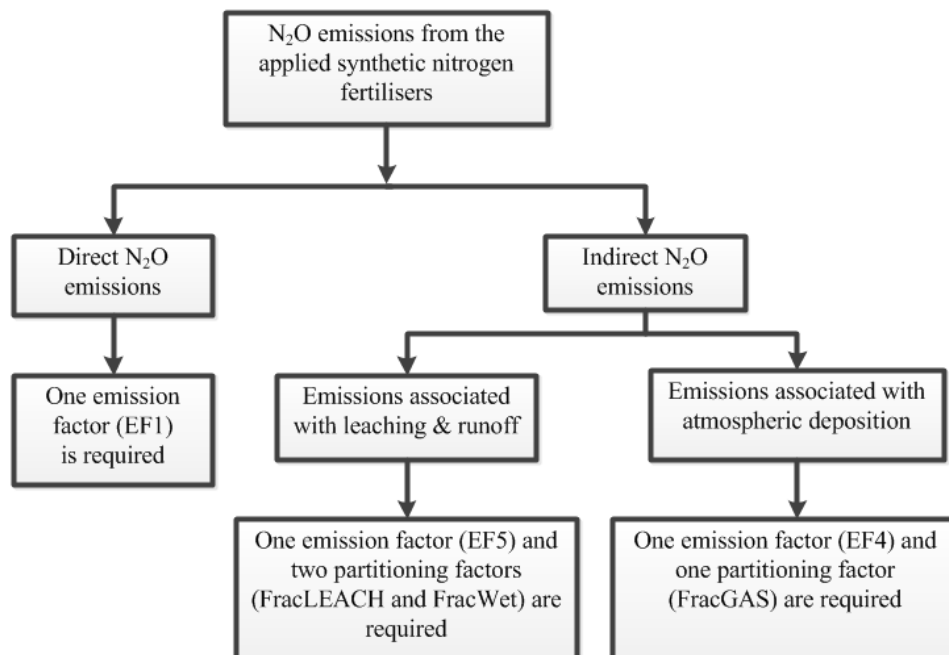 N₂O emissions from the
applied synthetic nitrogen
fertilisers
Direct N₂O
emissions
Indirect N₂O
emissions
One emission
factor (EF1)
is required
Emissions associated
with leaching & runoff
Emissions associated with
atmospheric deposition
One emission factor (EF5) and
two partitioning factors
(FracLEACH and FracWet) are
required
One emission factor (EF4) and
one partitioning factor
(FracGAS) are required